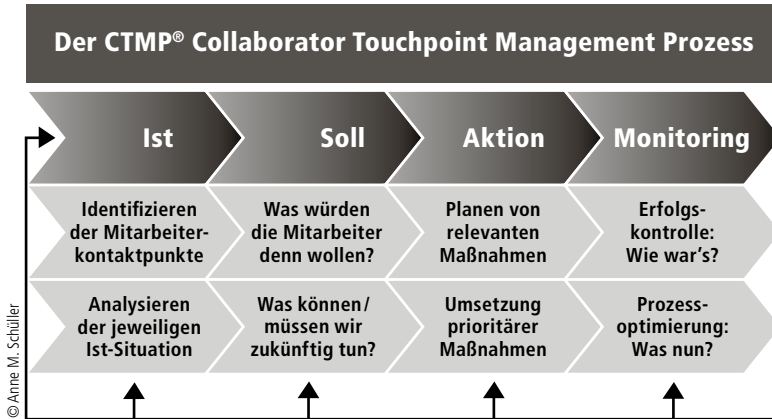 Der CTMP® Collaborator Touchpoint Management Prozess
Ist
Soll
Aktion
Monitoring
Identifizieren
der Mitarbeiter-
kontaktpunkte
Was würden
die Mitarbeiter
denn wollen?
Planen von
relevanten
Maßnahmen
Erfolgs-
kontrolle:
Wie war's?
Analysieren
der jeweiligen
Ist-Situation
Was können/
müssen wir
zukünftig tun?
Umsetzung
prioritärer
Maßnahmen
Prozess-
optimierung:
Was nun?
© Anne M. Schüller